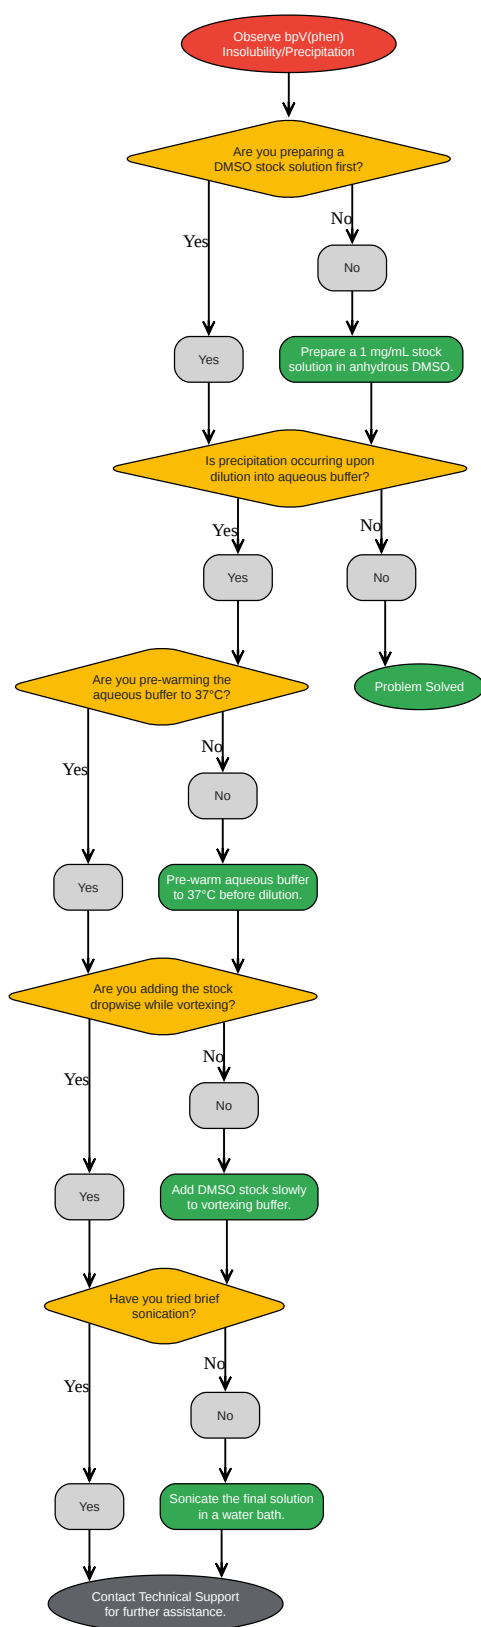 Observe bpV(phen)
Insolubility/Precipitation
Are you preparing a
DMSO stock solution first?
No
Yes
No
Yes
Prepare a 1 mg/mL stock
solution in anhydrous DMSO.
Is precipitation occurring upon
dilution into aqueous buffer?
Yes
No
Yes
No
Are you pre-warming the
aqueous buffer to 37°C?
Problem Solved
No
Yes
No
Yes
Pre-warm aqueous buffer
to 37°C before dilution.
Are you adding the stock
dropwise while vortexing?
No
Yes
No
Yes
Add DMSO stock slowly
to vortexing buffer.
Have you tried brief
sonication?
No
Yes
No
Yes
Sonicate the final solution
in a water bath.
Contact Technical Support
for further assistance.